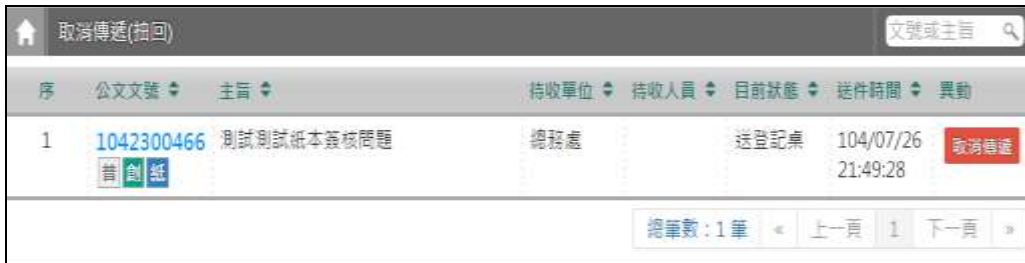 取消傳遞(抽回)
文號或主旨
序 公文文號 主旨 待收單位 待收人員 目前狀態 送件時間 異動
1 1042300466 測試測試紙本簽核問題 總務處 送登記桌 104/07/26 取消傳遞
普 創 紙 21:49:28
總筆數:1筆 « 上一頁 1 下一頁 »